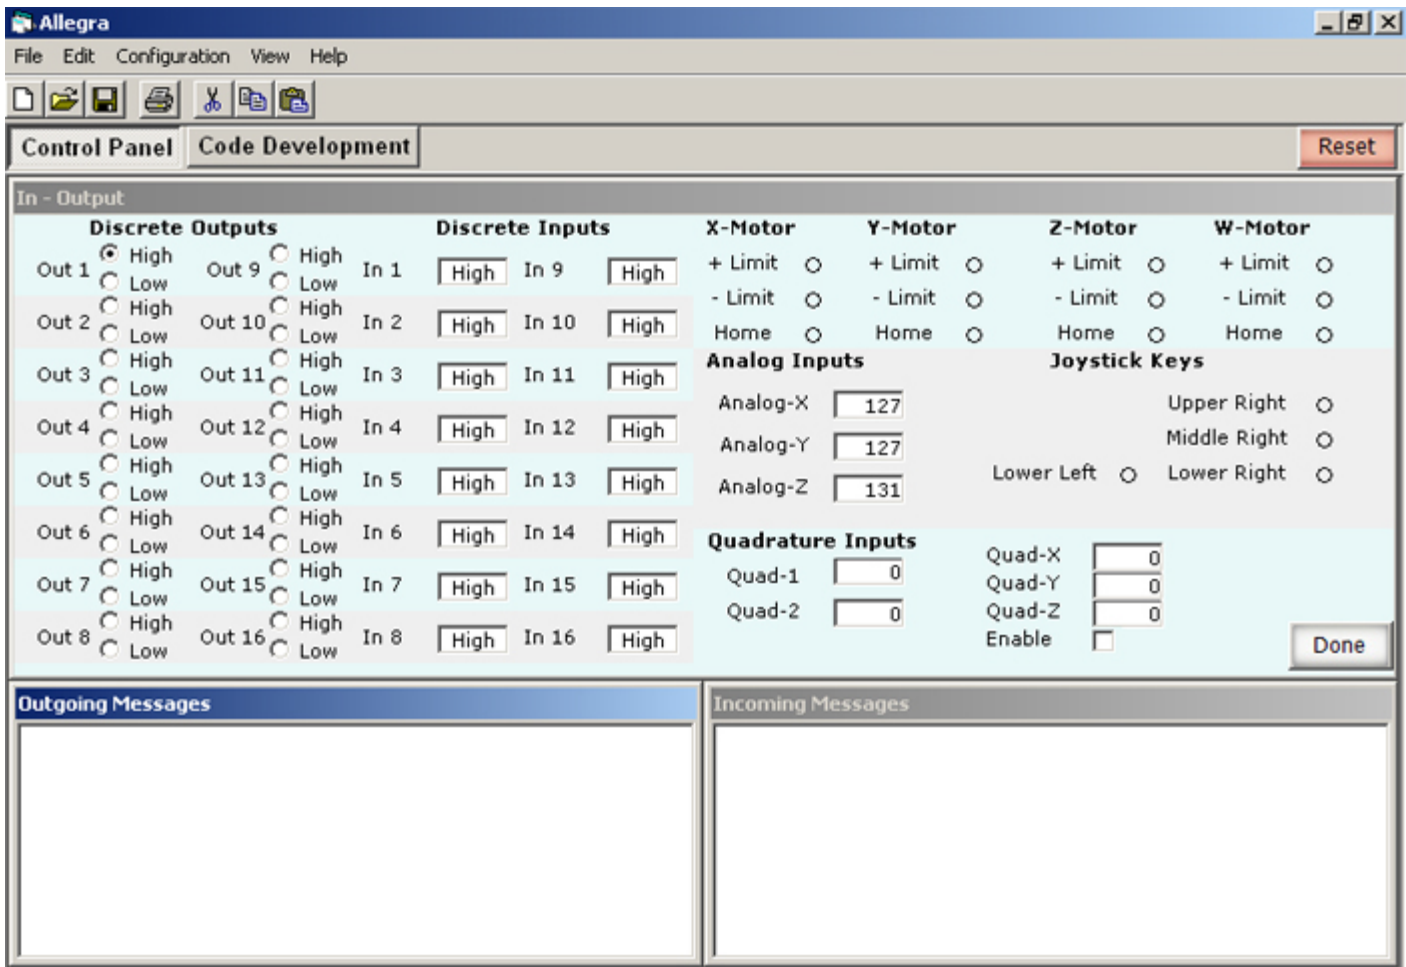 Allegra
File Edit Configuration View Help
Control Panel Code Development Reset
In - Output
Discrete Outputs Discrete Inputs X-Motor Y-Motor Z-Motor W-Motor
Out 1 High Low Out 9 High Low In 1 High In 9 High
Out 2 High Low Out 10 High Low In 2 High In 10 High
Out 3 High Low Out 11 High Low In 3 High In 11 High
Out 4 High Low Out 12 High Low In 4 High In 12 High
Out 5 High Low Out 13 High Low In 5 High In 13 High
Out 6 High Low Out 14 High Low In 6 High In 14 High
Out 7 High Low Out 15 High Low In 7 High In 15 High
Out 8 High Low Out 16 High Low In 8 High In 16 High
+ Limit + Limit + Limit + Limit
- Limit - Limit - Limit - Limit
Home Home Home Home
Analog Inputs Joystick Keys
Analog-X 127 Upper Right
Analog-Y 127 Middle Right
Analog-Z 131 Lower Left Lower Right
Quadrature Inputs
Quad-1 0
Quad-2 0
Quad-X 0
Quad-Y 0
Quad-Z 0
Enable
Done
Outgoing Messages Incoming Messages